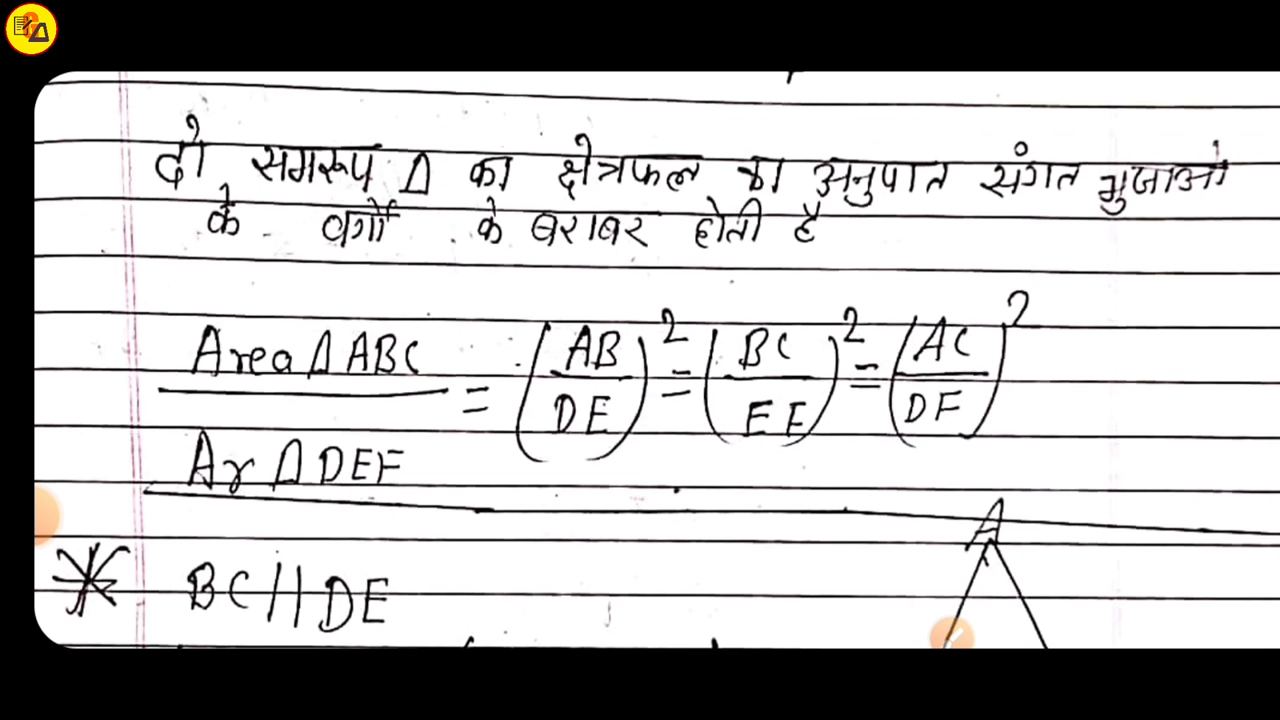 दो समरूप Δ का क्षेत्रफल का अनुपात संगत भुजाओ
के वर्गो के बराबर होती है
Area Δ ABC / Ar Δ DEF = (AB/DE)² = (BC/EE)² = (AC/DF)²
A
* BC || DE